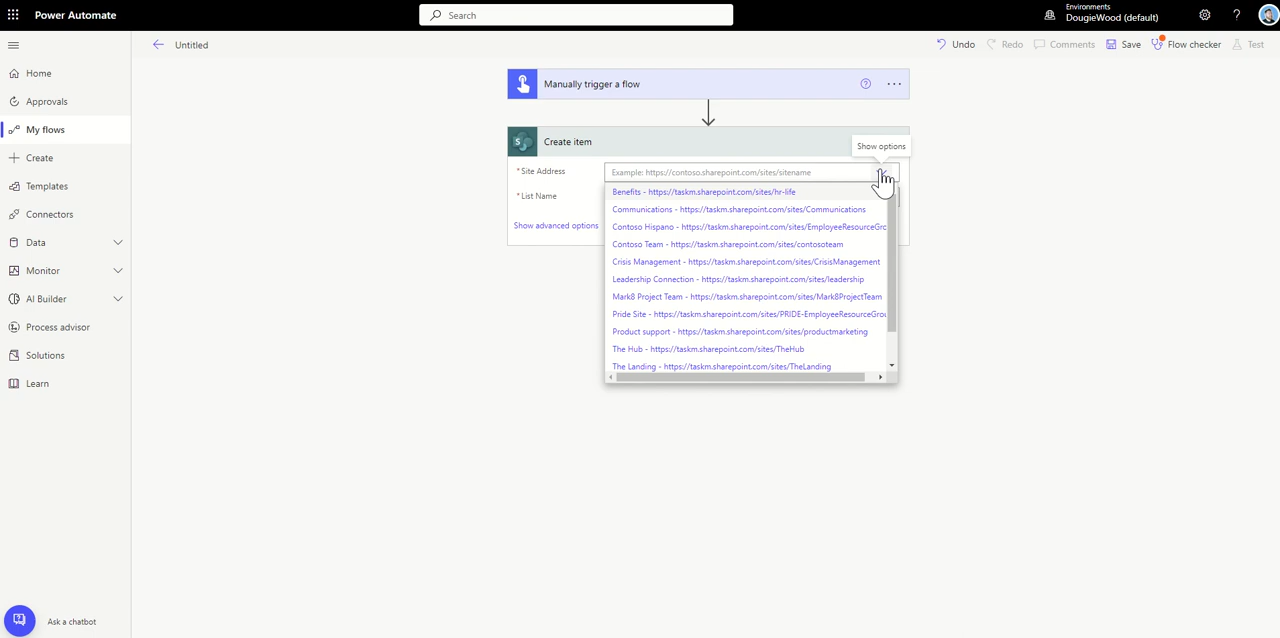 Power Automate
Search
Environments
DougieWood (default)
?
Untitled
Undo
Redo
Comments
Save
Flow checker
Test
Home
Approvals
My flows
Create
Templates
Connectors
Data
Monitor
AI Builder
Process advisor
Solutions
Learn
Ask a chatbot
Manually trigger a flow
Create item
Show options
* Site Address
Example: https://contoso.sharepoint.com/sites/sitename
* List Name
Show advanced options
Benefits - https://taskm.sharepoint.com/sites/hr-life
Communications - https://taskm.sharepoint.com/sites/Communications
Contoso Hispano - https://taskm.sharepoint.com/sites/EmployeeResourceGro
Contoso Team - https://taskm.sharepoint.com/sites/contosoteam
Crisis Management - https://taskm.sharepoint.com/sites/CrisisManagement
Leadership Connection - https://taskm.sharepoint.com/sites/leadership
Mark8 Project Team - https://taskm.sharepoint.com/sites/Mark8ProjectTeam
Pride Site - https://taskm.sharepoint.com/sites/PRIDE-EmployeeResourceGrou
Product support - https://taskm.sharepoint.com/sites/productmarketing
The Hub - https://taskm.sharepoint.com/sites/TheHub
The Landing - https://taskm.sharepoint.com/sites/TheLanding